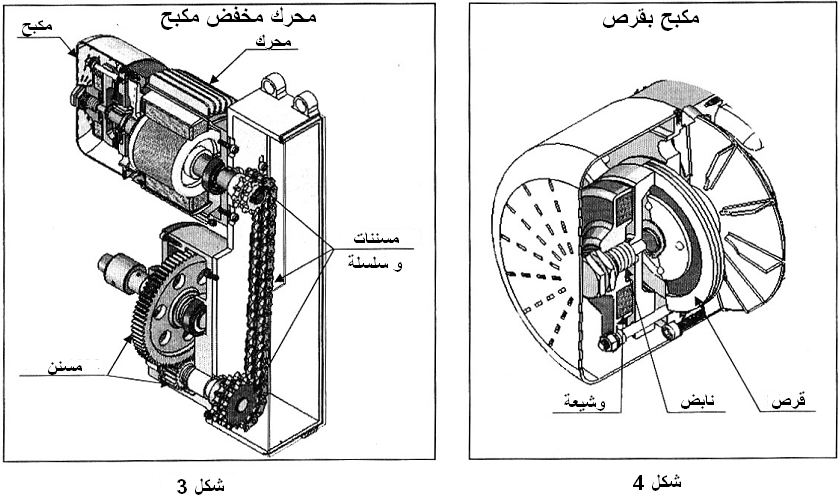 محرك مخفض مكبح
مكبح
محرك
مسننات
و سلسلة
مسنن
شكل 3
مكبح بقرص
وشيعة
نابض
قرص
شكل 4